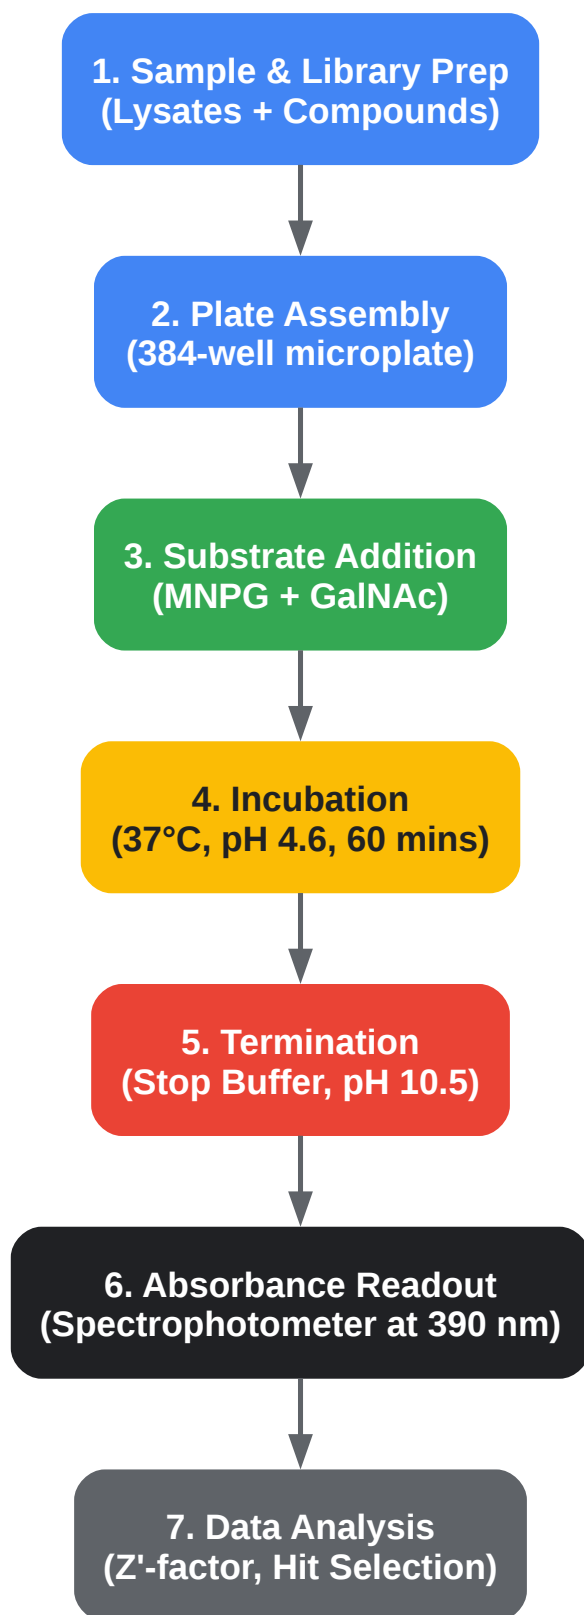 1. Sample & Library Prep
(Lysates + Compounds)
2. Plate Assembly
(384-well microplate)
3. Substrate Addition
(MNPG + GalNAc)
4. Incubation
(37°C, pH 4.6, 60 mins)
5. Termination
(Stop Buffer, pH 10.5)
6. Absorbance Readout
(Spectrophotometer at 390 nm)
7. Data Analysis
(Z'-factor, Hit Selection)